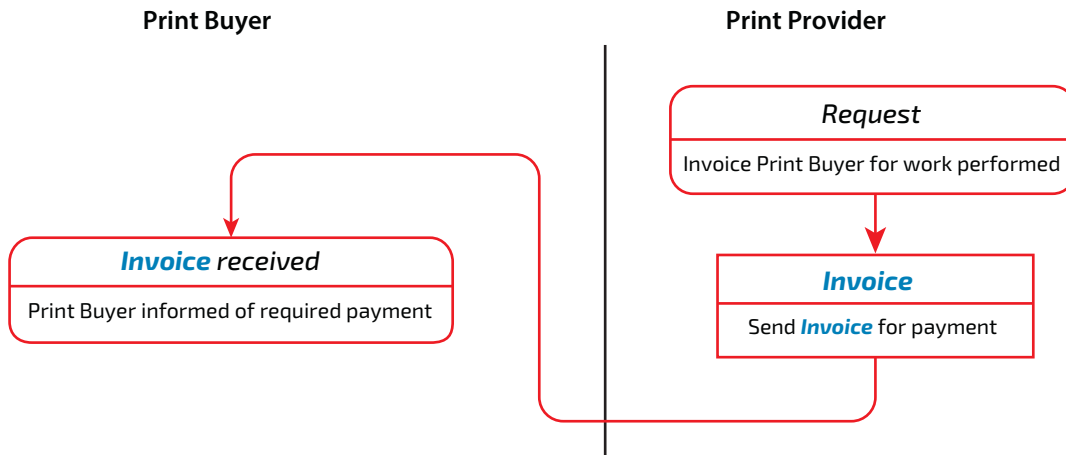 Print Buyer
Print Provider
Request
Invoice Print Buyer for work performed
Invoice received
Print Buyer informed of required payment
Invoice
Send Invoice for payment